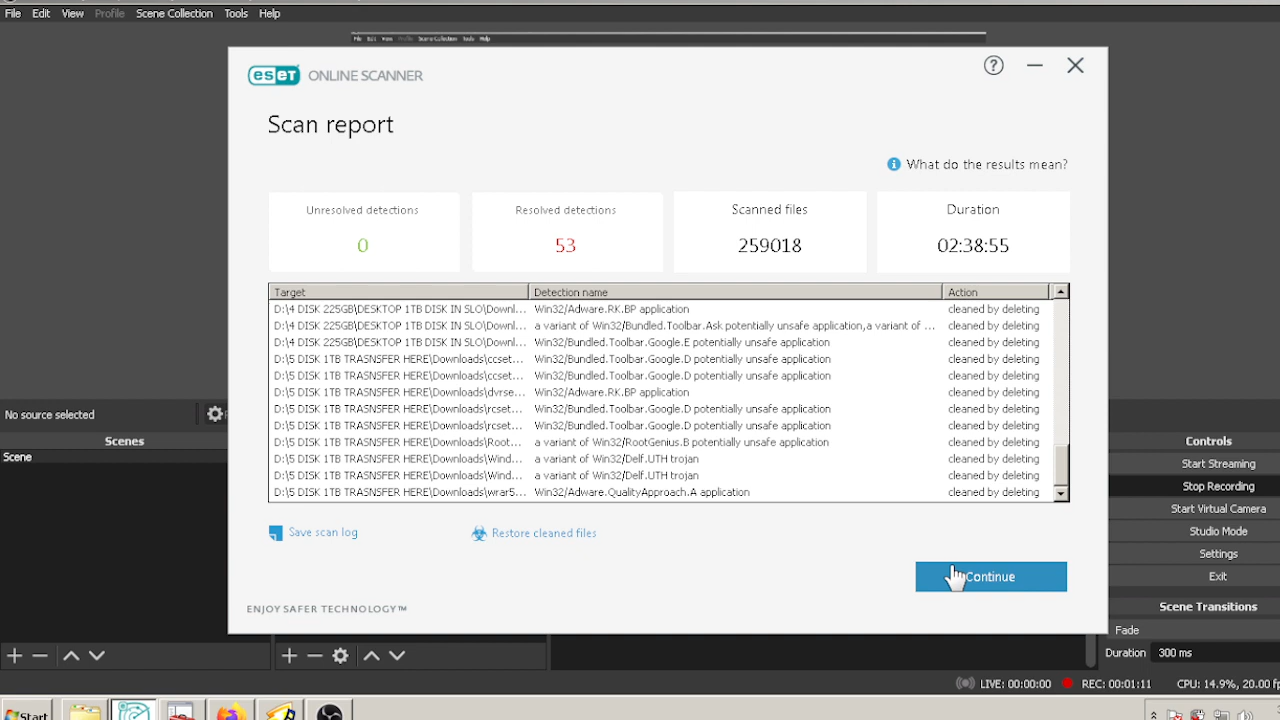 File Edit View Profile Scene Collection Tools Help
File Edit View Profile Scene Collection Tools Help
eset ONLINE SCANNER
Scan report
What do the results mean?
Unresolved detections Resolved detections Scanned files Duration
0 53 259018 02:38:55
Target Detection name Action
D:\4 DISK 225GB\DESKTOP 1TB DISK IN SLO\Downl... Win32/Adware.RK.BP application cleaned by deleting
D:\4 DISK 225GB\DESKTOP 1TB DISK IN SLO\Downl... a variant of Win32/Bundled.Toolbar.Ask potentially unsafe application,a variant of ... cleaned by deleting
D:\4 DISK 225GB\DESKTOP 1TB DISK IN SLO\Downl... Win32/Bundled.Toolbar.Google.E potentially unsafe application cleaned by deleting
D:\5 DISK 1TB TRASNSFER HERE\Downloads\ccset... Win32/Bundled.Toolbar.Google.D potentially unsafe application cleaned by deleting
D:\5 DISK 1TB TRASNSFER HERE\Downloads\ccset... Win32/Bundled.Toolbar.Google.D potentially unsafe application cleaned by deleting
D:\5 DISK 1TB TRASNSFER HERE\Downloads\dvrse... Win32/Adware.RK.BP application cleaned by deleting
D:\5 DISK 1TB TRASNSFER HERE\Downloads\rcset... Win32/Bundled.Toolbar.Google.D potentially unsafe application cleaned by deleting
D:\5 DISK 1TB TRASNSFER HERE\Downloads\rcset... Win32/Bundled.Toolbar.Google.D potentially unsafe application cleaned by deleting
D:\5 DISK 1TB TRASNSFER HERE\Downloads\Root... a variant of Win32/RootGenius.B potentially unsafe application cleaned by deleting
D:\5 DISK 1TB TRASNSFER HERE\Downloads\Wind... a variant of Win32/Delf.UTH trojan cleaned by deleting
D:\5 DISK 1TB TRASNSFER HERE\Downloads\Wind... a variant of Win32/Delf.UTH trojan cleaned by deleting
D:\5 DISK 1TB TRASNSFER HERE\Downloads\wrar5... Win32/Adware.QualityApproach.A application cleaned by deleting
Save scan log Restore cleaned files
Continue
ENJOY SAFER TECHNOLOGY™
No source selected
Scenes
Scene
Controls
Start Streaming
Stop Recording
Start Virtual Camera
Studio Mode
Settings
Exit
Scene Transitions
Fade
Duration 300 ms
LIVE: 00:00:00 REC: 00:01:11 CPU: 14.9%, 20.00 fp
Start